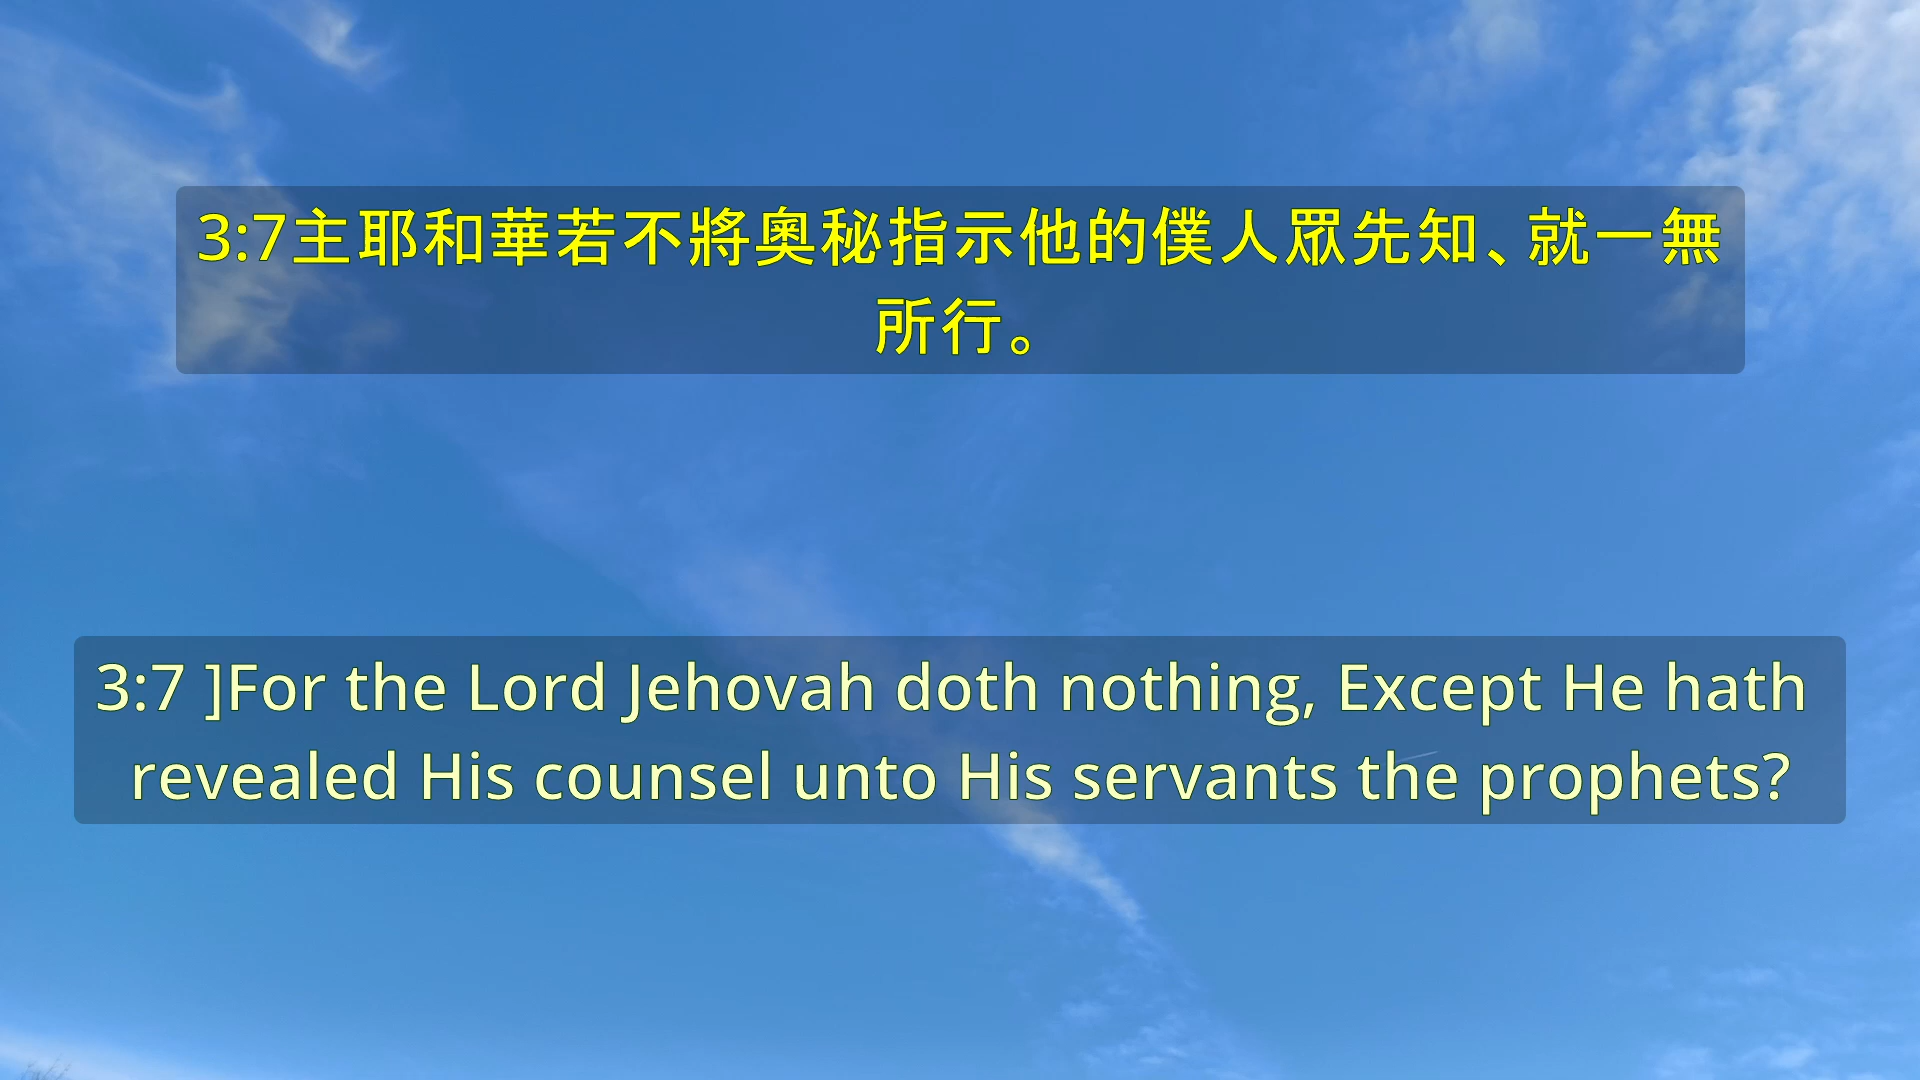 3:7主耶和華若不將奧秘指示他的僕人眾先知、就一無
所行。
3:7 ]For the Lord Jehovah doth nothing, Except He hath
revealed His counsel unto His servants the prophets?